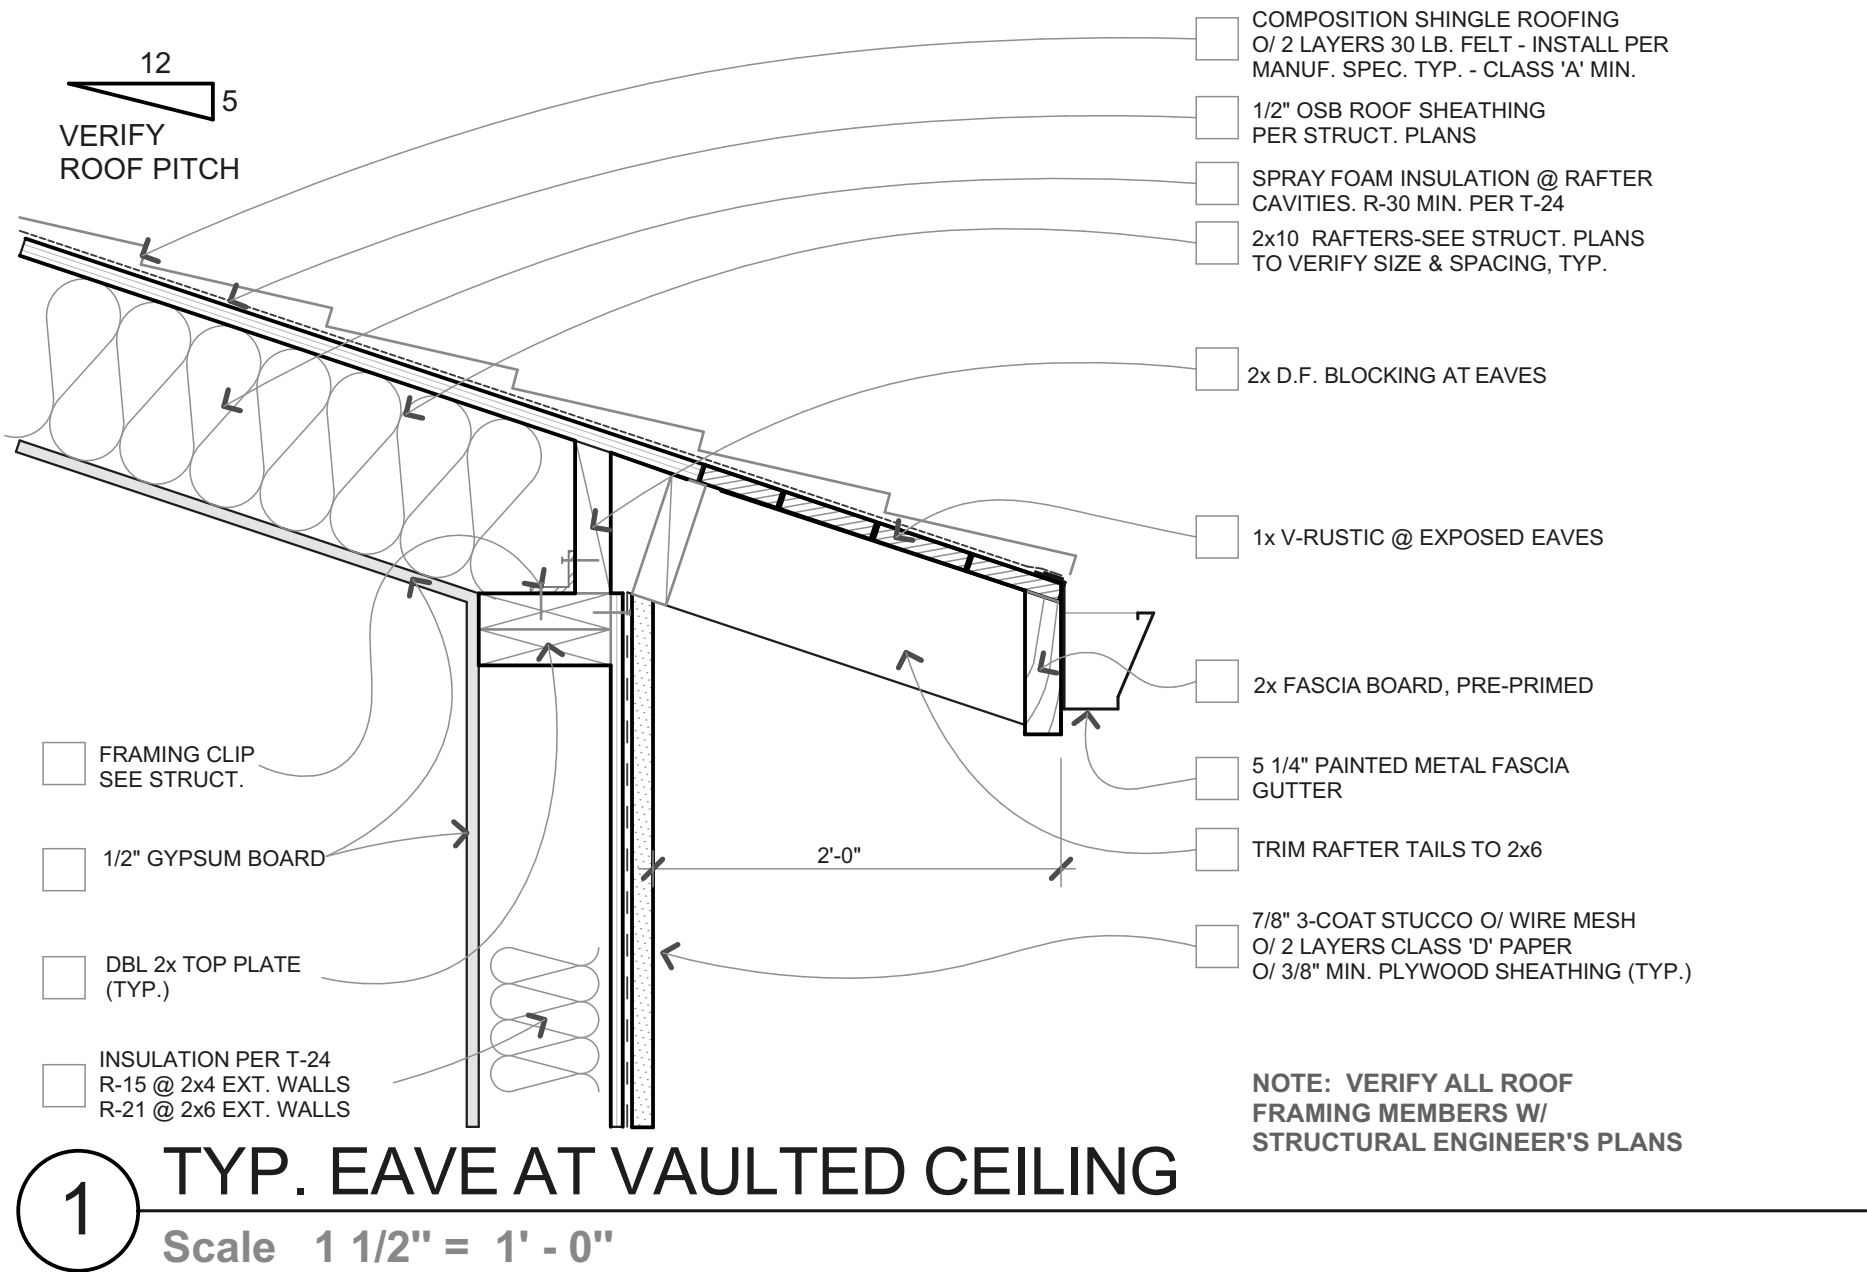 12
5
VERIFY
ROOF PITCH
COMPOSITION SHINGLE ROOFING
O/ 2 LAYERS 30 LB. FELT - INSTALL PER
MANUF. SPEC. TYP. - CLASS 'A' MIN.
1/2" OSB ROOF SHEATHING
PER STRUCT. PLANS
SPRAY FOAM INSULATION @ RAFTER
CAVITIES. R-30 MIN. PER T-24
2x10 RAFTERS-SEE STRUCT. PLANS
TO VERIFY SIZE & SPACING, TYP.
2x D.F. BLOCKING AT EAVES
1x V-RUSTIC @ EXPOSED EAVES
2x FASCIA BOARD, PRE-PRIMED
5 1/4" PAINTED METAL FASCIA
GUTTER
TRIM RAFTER TAILS TO 2x6
7/8" 3-COAT STUCCO O/ WIRE MESH
O/ 2 LAYERS CLASS 'D' PAPER
O/ 3/8" MIN. PLYWOOD SHEATHING (TYP.)
FRAMING CLIP
SEE STRUCT.
1/2" GYPSUM BOARD
DBL 2x TOP PLATE
(TYP.)
INSULATION PER T-24
R-15 @ 2x4 EXT. WALLS
R-21 @ 2x6 EXT. WALLS
2'-0"
NOTE: VERIFY ALL ROOF
FRAMING MEMBERS W/
STRUCTURAL ENGINEER'S PLANS
1
TYP. EAVE AT VAULTED CEILING
Scale 1 1/2" = 1' - 0"